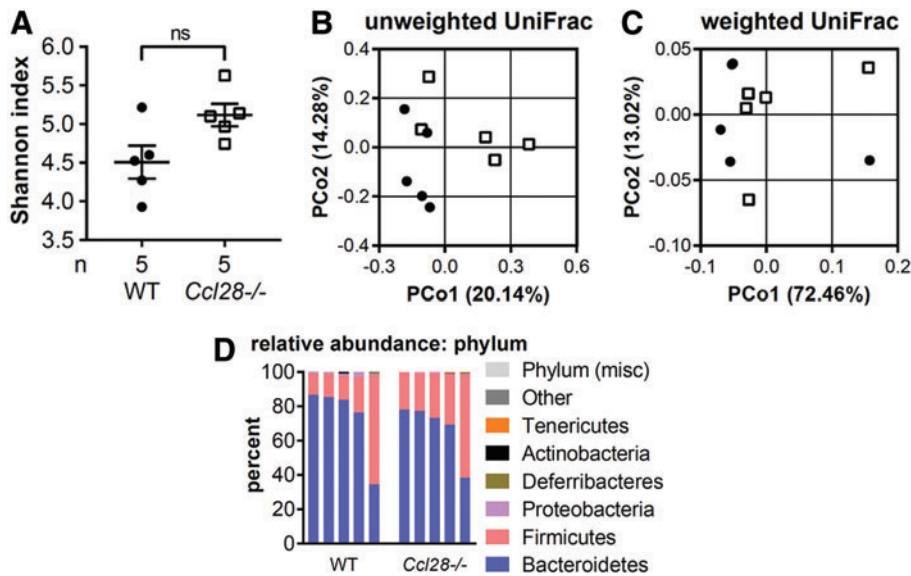 A
Shannon index
6.0
5.5
5.0
4.5
4.0
3.5
ns
n 5 5
WT Ccl28-/-
B unweighted UniFrac
PCo2 (14.28%)
0.4
0.2
0.0
-0.2
-0.4
-0.3 0.0 0.3 0.6
PCo1 (20.14%)
C weighted UniFrac
PCo2 (13.02%)
0.05
0.00
-0.05
-0.10
-0.1 0.0 0.1 0.2
PCo1 (72.46%)
D relative abundance: phylum
percent
100
80
60
40
20
0
WT Ccl28-/-
Phylum (misc)
Other
Tenericutes
Actinobacteria
Deferribacteres
Proteobacteria
Firmicutes
Bacteroidetes